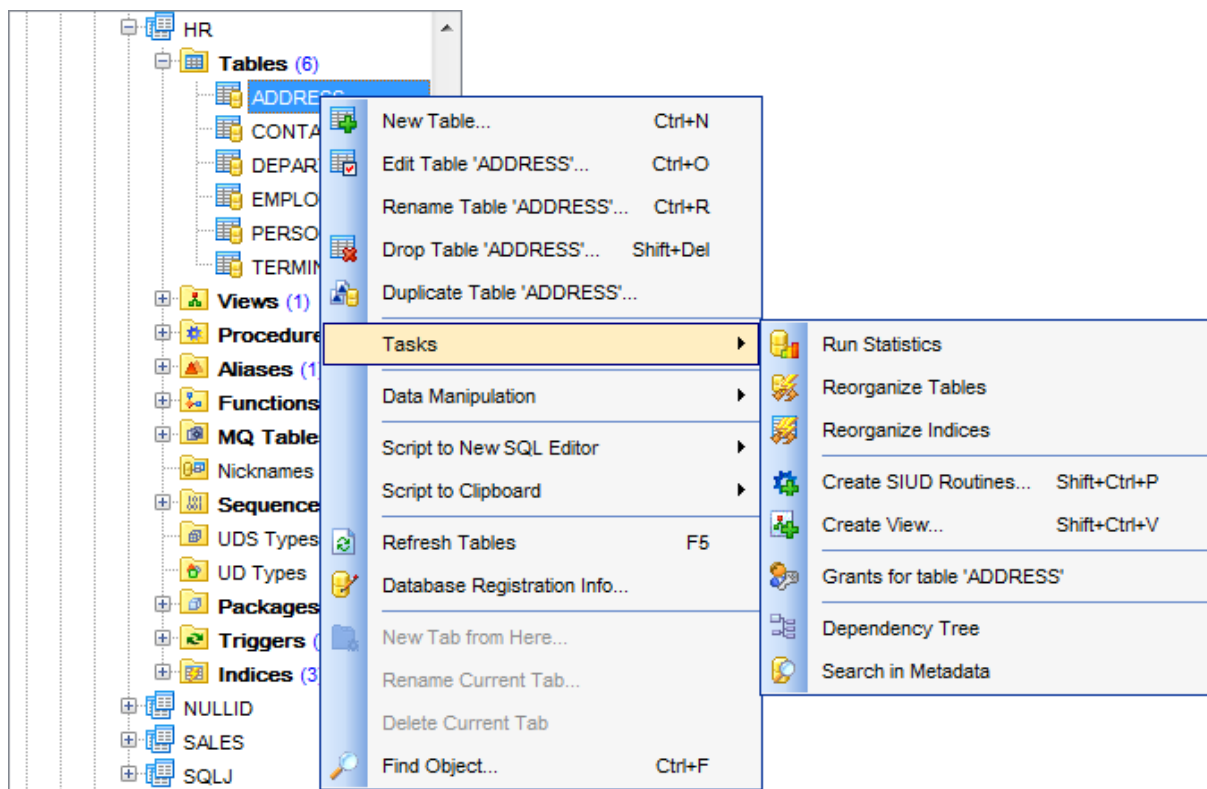 HR
Tables (6)
ADDRESS
CONTA
DEPAR
EMPLO
PERSO
TERMIN
Views (1)
Procedure
Aliases (1)
Functions
MQ Table
Nicknames
Sequence
UDS Types
UD Types
Packages
Triggers (
Indices (3
NULLID
SALES
SQLJ
New Table... Ctrl+N
Edit Table 'ADDRESS'... Ctrl+O
Rename Table 'ADDRESS'... Ctrl+R
Drop Table 'ADDRESS'... Shift+Del
Duplicate Table 'ADDRESS'...
Tasks
Data Manipulation
Script to New SQL Editor
Script to Clipboard
Refresh Tables F5
Database Registration Info...
New Tab from Here...
Rename Current Tab...
Delete Current Tab
Find Object... Ctrl+F
Run Statistics
Reorganize Tables
Reorganize Indices
Create SIUD Routines... Shift+Ctrl+P
Create View... Shift+Ctrl+V
Grants for table 'ADDRESS'
Dependency Tree
Search in Metadata